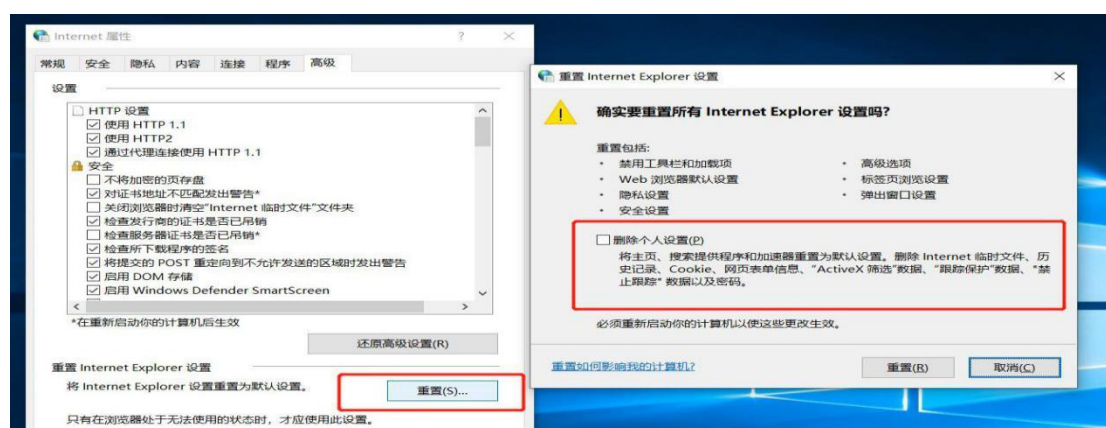 Internet 属性
常规 安全 隐私 内容 连接 程序 高级
设置
HTTP 设置
使用 HTTP 1.1
使用 HTTP2
通过代理连接使用 HTTP 1.1
安全
不将加密的页存盘
对证书地址不匹配发出警告*
关闭浏览器时清空"Internet 临时文件"文件夹
检查发行商的证书是否已吊销
检查服务器证书是否已吊销*
检查所下载程序的签名
将提交的 POST 重定向到不允许发送的区域时发出警告
启用 DOM 存储
启用 Windows Defender SmartScreen
*在重新启动你的计算机后生效
还原高级设置(R)
重置 Internet Explorer 设置
将 Internet Explorer 设置重置为默认设置。
重置(S)...
只有在浏览器处于无法使用的状态时，才应使用此设置。
重置 Internet Explorer 设置
确实要重置所有 Internet Explorer 设置吗?
重置包括:
· 禁用工具栏和加载项
· Web 浏览器默认设置
· 隐私设置
· 安全设置
· 高级选项
· 标签页浏览设置
· 弹出窗口设置
删除个人设置(P)
将主页、搜索提供程序和加速器重置为默认设置。删除 Internet 临时文件、历
史记录、Cookie、网页表单信息、"ActiveX 筛选"数据、"跟踪保护"数据、"禁
止跟踪" 数据以及密码。
必须重新启动你的计算机以使这些更改生效。
重置如何影响我的计算机?
重置(R)
取消(C)